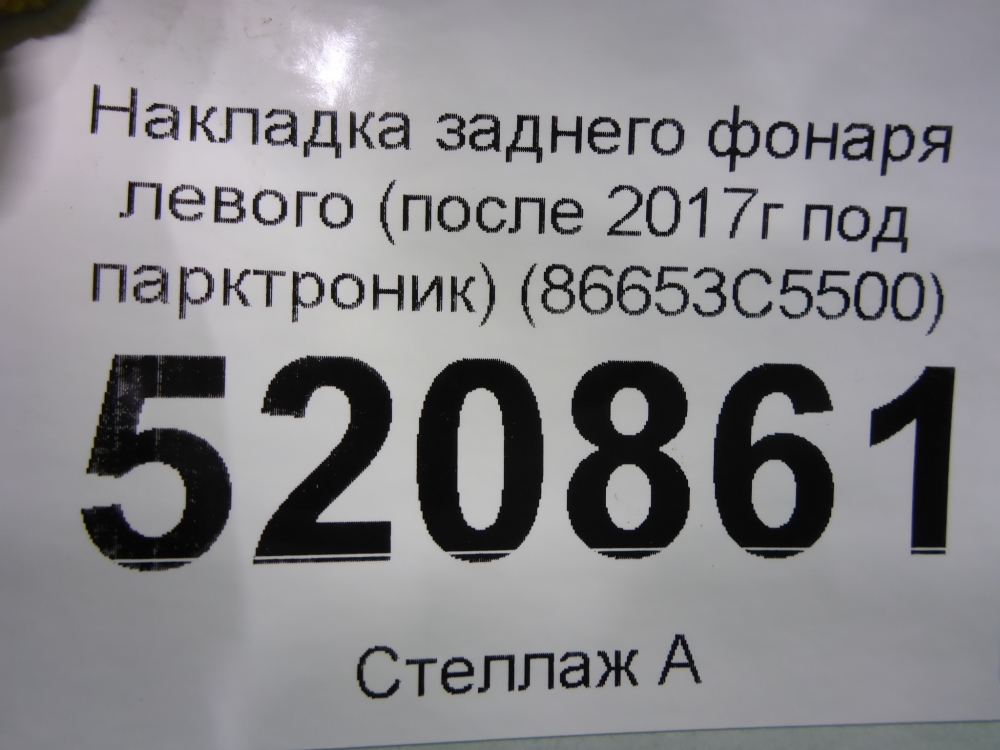 Накладка заднего фонаря
левого (после 2017г под
парктроник) (86653C5500)
520861
Стеллаж А